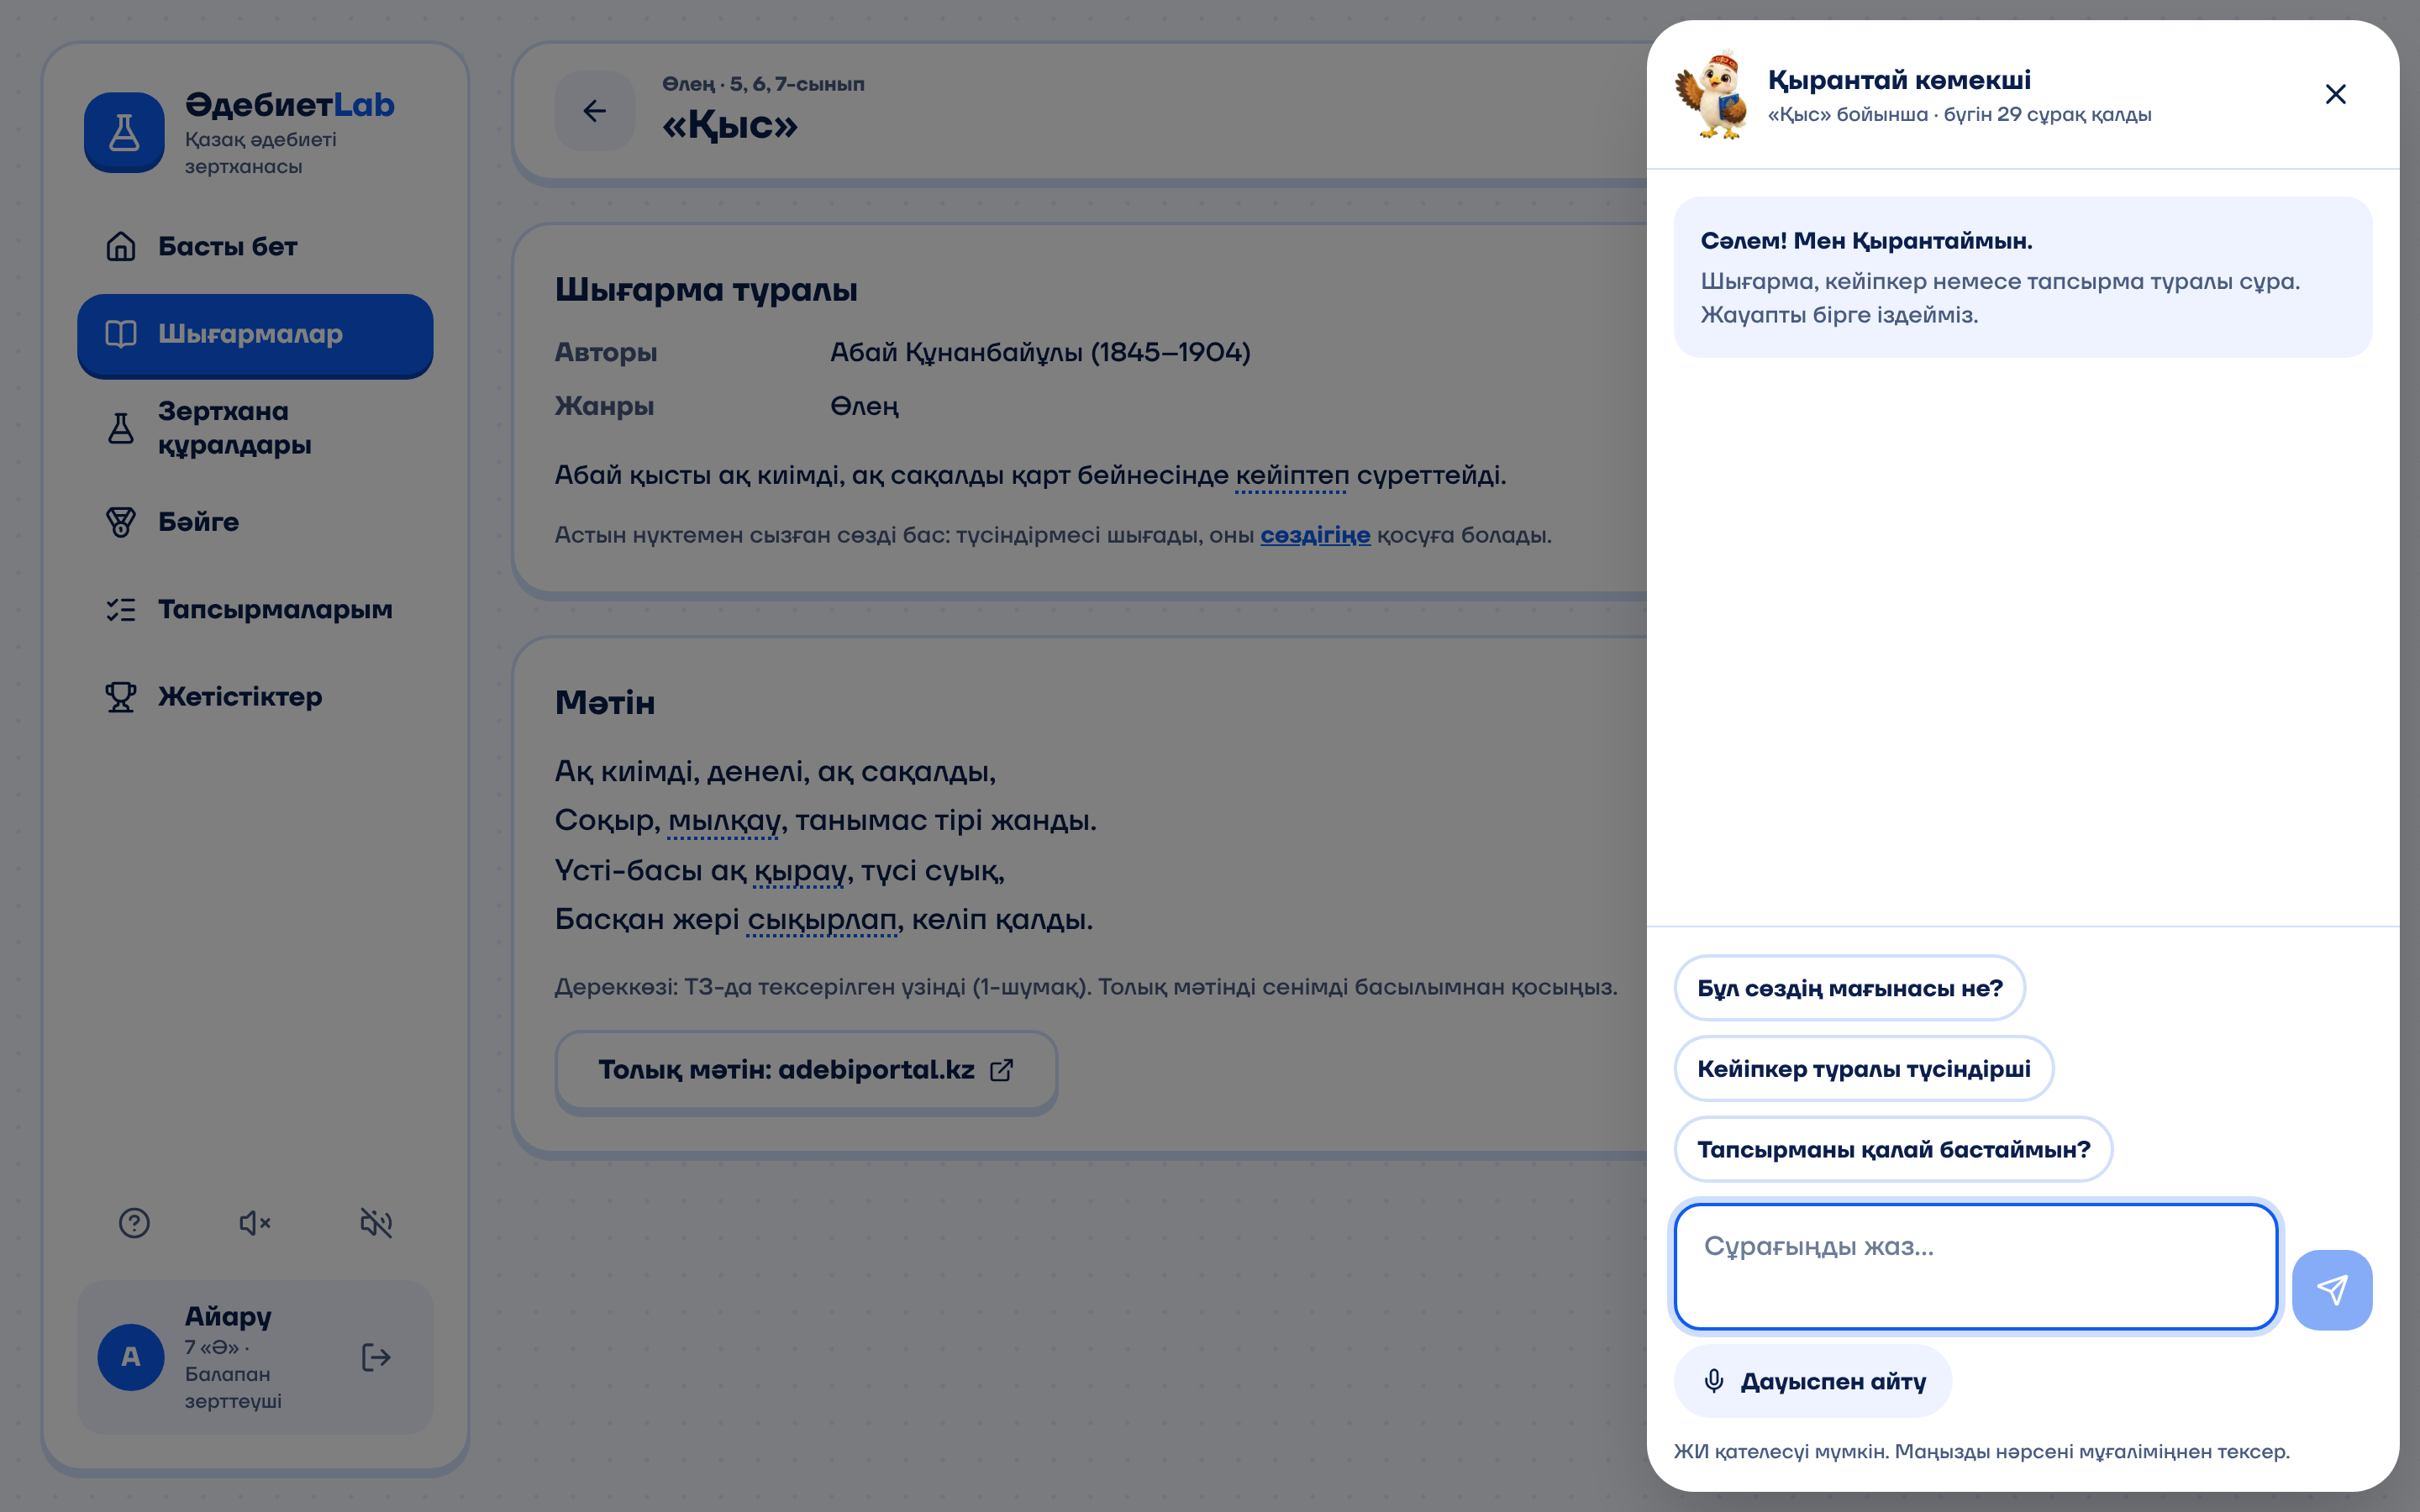 ӘдебиетLab
Қазақ әдебиеті
зертханасы
Басты бет
Шығармалар
Зертхана
құралдары
Бәйге
Тапсырмаларым
Жетістіктер
А
Айару
7 «Ә» ·
Балапан
зерттеуші
Өлең · 5, 6, 7-сынып
«Қыс»
Шығарма туралы
Авторы Абай Құнанбайұлы (1845–1904)
Жанры Өлең
Абай қысты ақ киімді, ақ сақалды қарт бейнесінде кейіптеп суреттейді.
Астын нүктемен сызған сөзді бас: түсіндірмесі шығады, оны сөздігіңе қосуға болады.
Мәтін
Ақ киімді, денелі, ақ сақалды,
Соқыр, мылқау, танымас тірі жанды.
Үсті-басы ақ қырау, түсі суық,
Басқан жері сықырлап, келіп қалды.
Дереккөзі: ТЗ-да тексерілген үзінді (1-шумақ). Толық мәтінді сенімді басылымнан қосыңыз.
Толық мәтін: adebiportal.kz
Қырантай көмекші
«Қыс» бойынша · бүгін 29 сұрақ қалды
Сәлем! Мен Қырантаймын.
Шығарма, кейіпкер немесе тапсырма туралы сұра.
Жауапты бірге іздейміз.
Бұл сөздің мағынасы не?
Кейіпкер туралы түсіндірші
Тапсырманы қалай бастаймын?
Сұрағыңды жаз...
Дауыспен айту
ЖИ қателесуі мүмкін. Маңызды нәрсені мұғаліміңнен тексер.